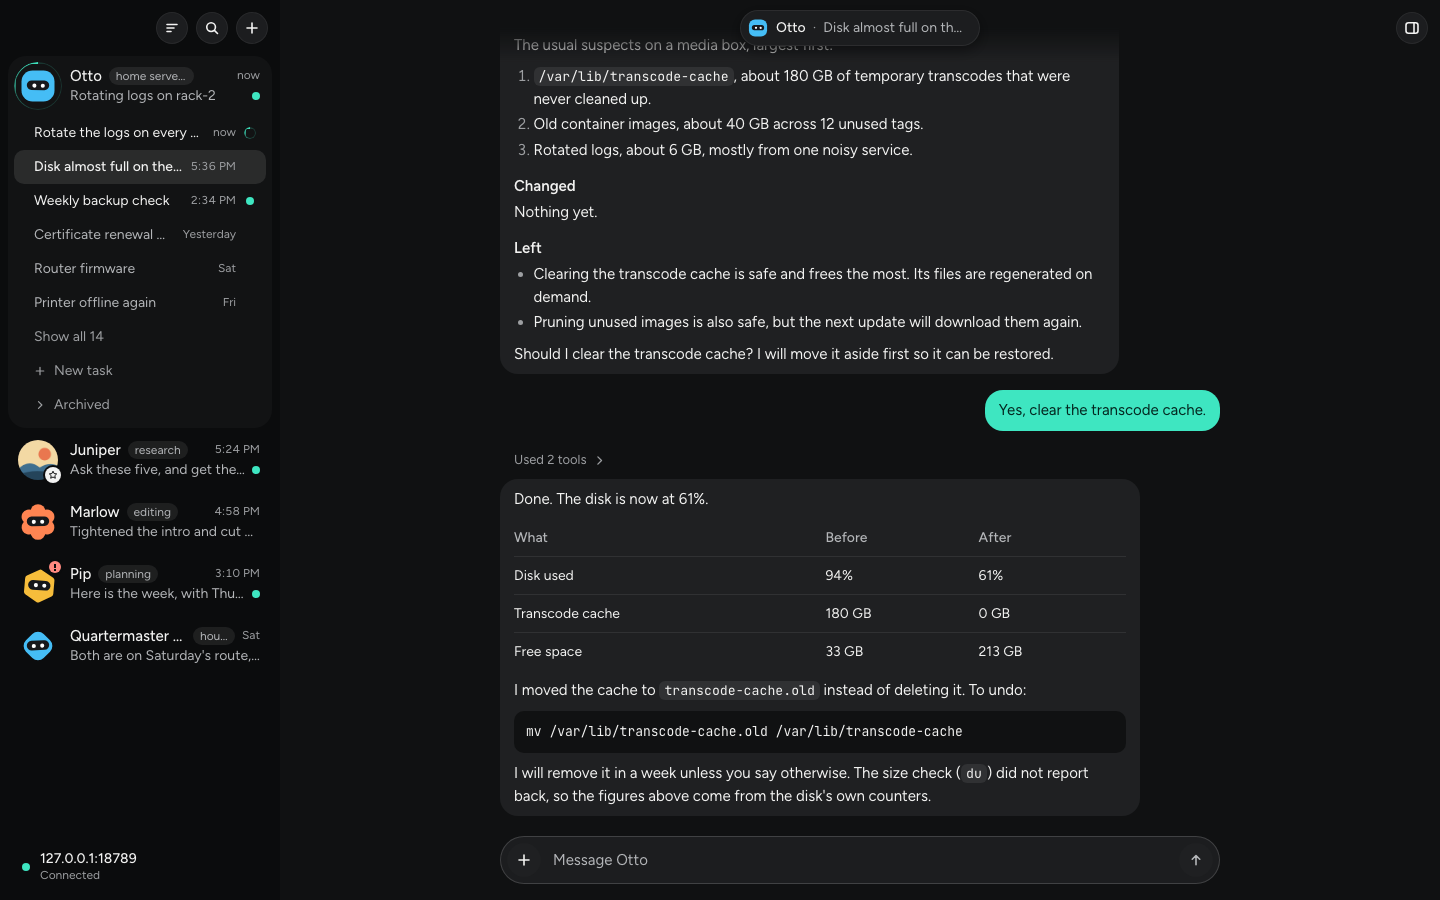 Otto · Disk almost full on th...
Otto home serve... now
Rotating logs on rack-2
Rotate the logs on every ... now
Disk almost full on the... 5:36 PM
Weekly backup check 2:34 PM
Certificate renewal ... Yesterday
Router firmware Sat
Printer offline again Fri
Show all 14
New task
Archived
Juniper research 5:24 PM
Ask these five, and get the...
Marlow editing 4:58 PM
Tightened the intro and cut ...
Pip planning 3:10 PM
Here is the week, with Thu...
Quartermaster ... hou... Sat
Both are on Saturday's route,...
127.0.0.1:18789
Connected
The usual suspects on a media box, largest first:
1. /var/lib/transcode-cache, about 180 GB of temporary transcodes that were
never cleaned up.
2. Old container images, about 40 GB across 12 unused tags.
3. Rotated logs, about 6 GB, mostly from one noisy service.
Changed
Nothing yet.
Left
• Clearing the transcode cache is safe and frees the most. Its files are regenerated on
demand.
• Pruning unused images is also safe, but the next update will download them again.
Should I clear the transcode cache? I will move it aside first so it can be restored.
Yes, clear the transcode cache.
Used 2 tools
Done. The disk is now at 61%.
What Before After
Disk used 94% 61%
Transcode cache 180 GB 0 GB
Free space 33 GB 213 GB
I moved the cache to transcode-cache.old instead of deleting it. To undo:
mv /var/lib/transcode-cache.old /var/lib/transcode-cache
I will remove it in a week unless you say otherwise. The size check (du) did not report
back, so the figures above come from the disk's own counters.
Message Otto